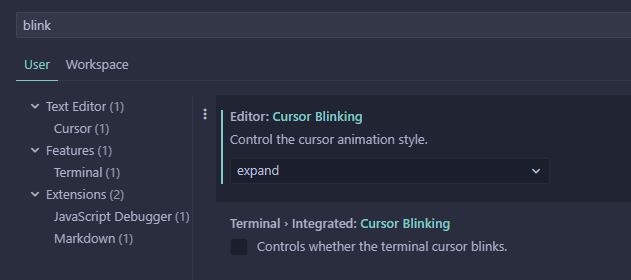 blink
User Workspace
Text Editor (1)
Cursor (1)
Features (1)
Terminal (1)
Extensions (2)
JavaScript Debugger (1)
Markdown (1)
Editor: Cursor Blinking
Control the cursor animation style.
expand
Terminal › Integrated: Cursor Blinking
Controls whether the terminal cursor blinks.